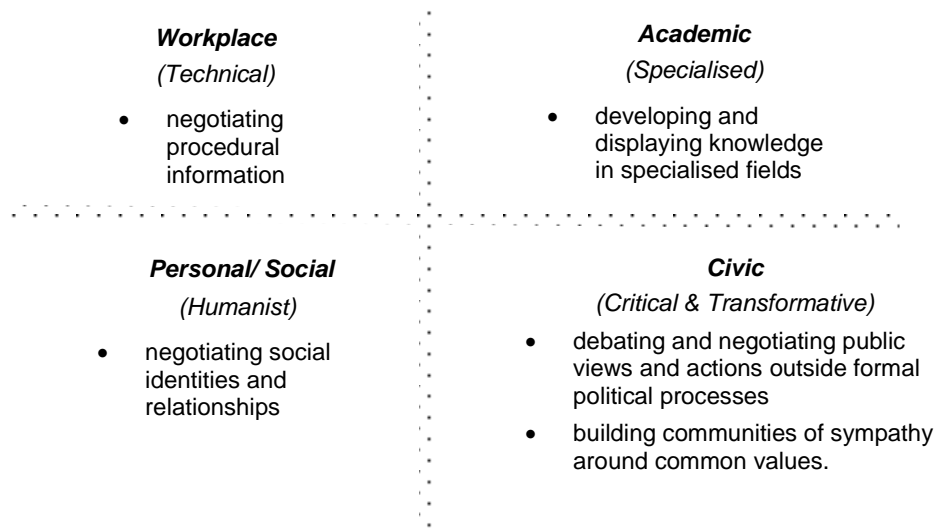 Workplace
(Technical)
• negotiating
procedural
information
Academic
(Specialised)
• developing and
displaying knowledge
in specialised fields
Personal/ Social
(Humanist)
• negotiating social
identities and
relationships
Civic
(Critical & Transformative)
• debating and negotiating public
views and actions outside formal
political processes
• building communities of sympathy
around common values.